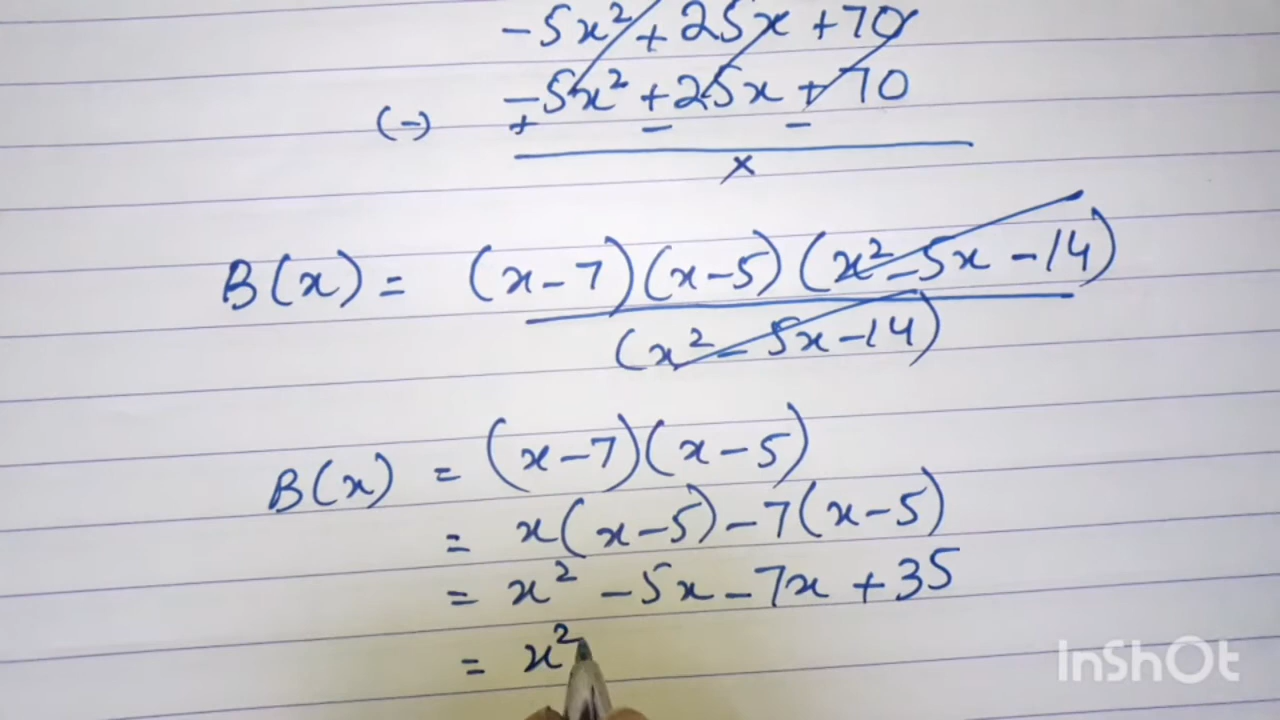 -5x² + 25x + 70
-5x² + 25x + 70
(-) + - -
x
B(x) = (x-7)(x-5)(x²-5x-14)
(x²-5x-14)
B(x) = (x-7)(x-5)
= x(x-5)-7(x-5)
= x²-5x-7x+35
= x²
InShOt